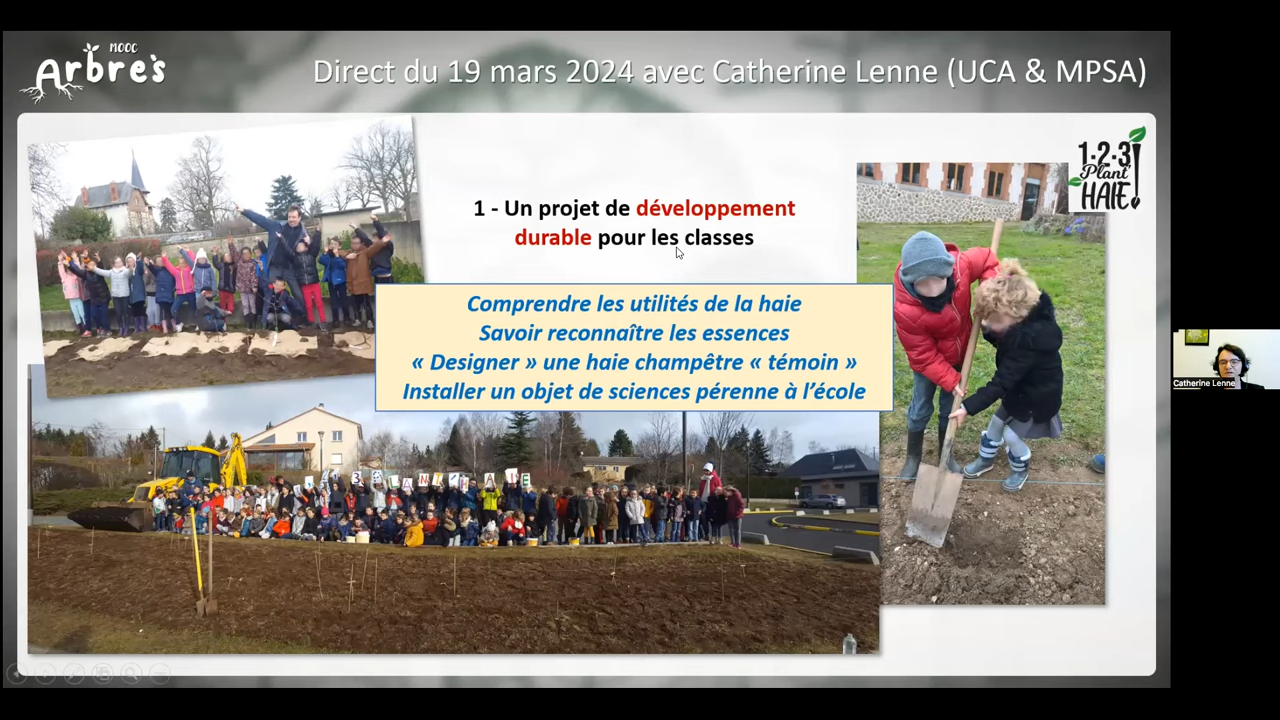 MOOC
Arbres
Direct du 19 mars 2024 avec Catherine Lenne (UCA & MPSA)
1·2·3
Plant'
HAIE!
1 - Un projet de développement
durable pour les classes
Comprendre les utilités de la haie
Savoir reconnaître les essences
« Designer » une haie champêtre « témoin »
Installer un objet de sciences pérenne à l'école
Catherine Lenne